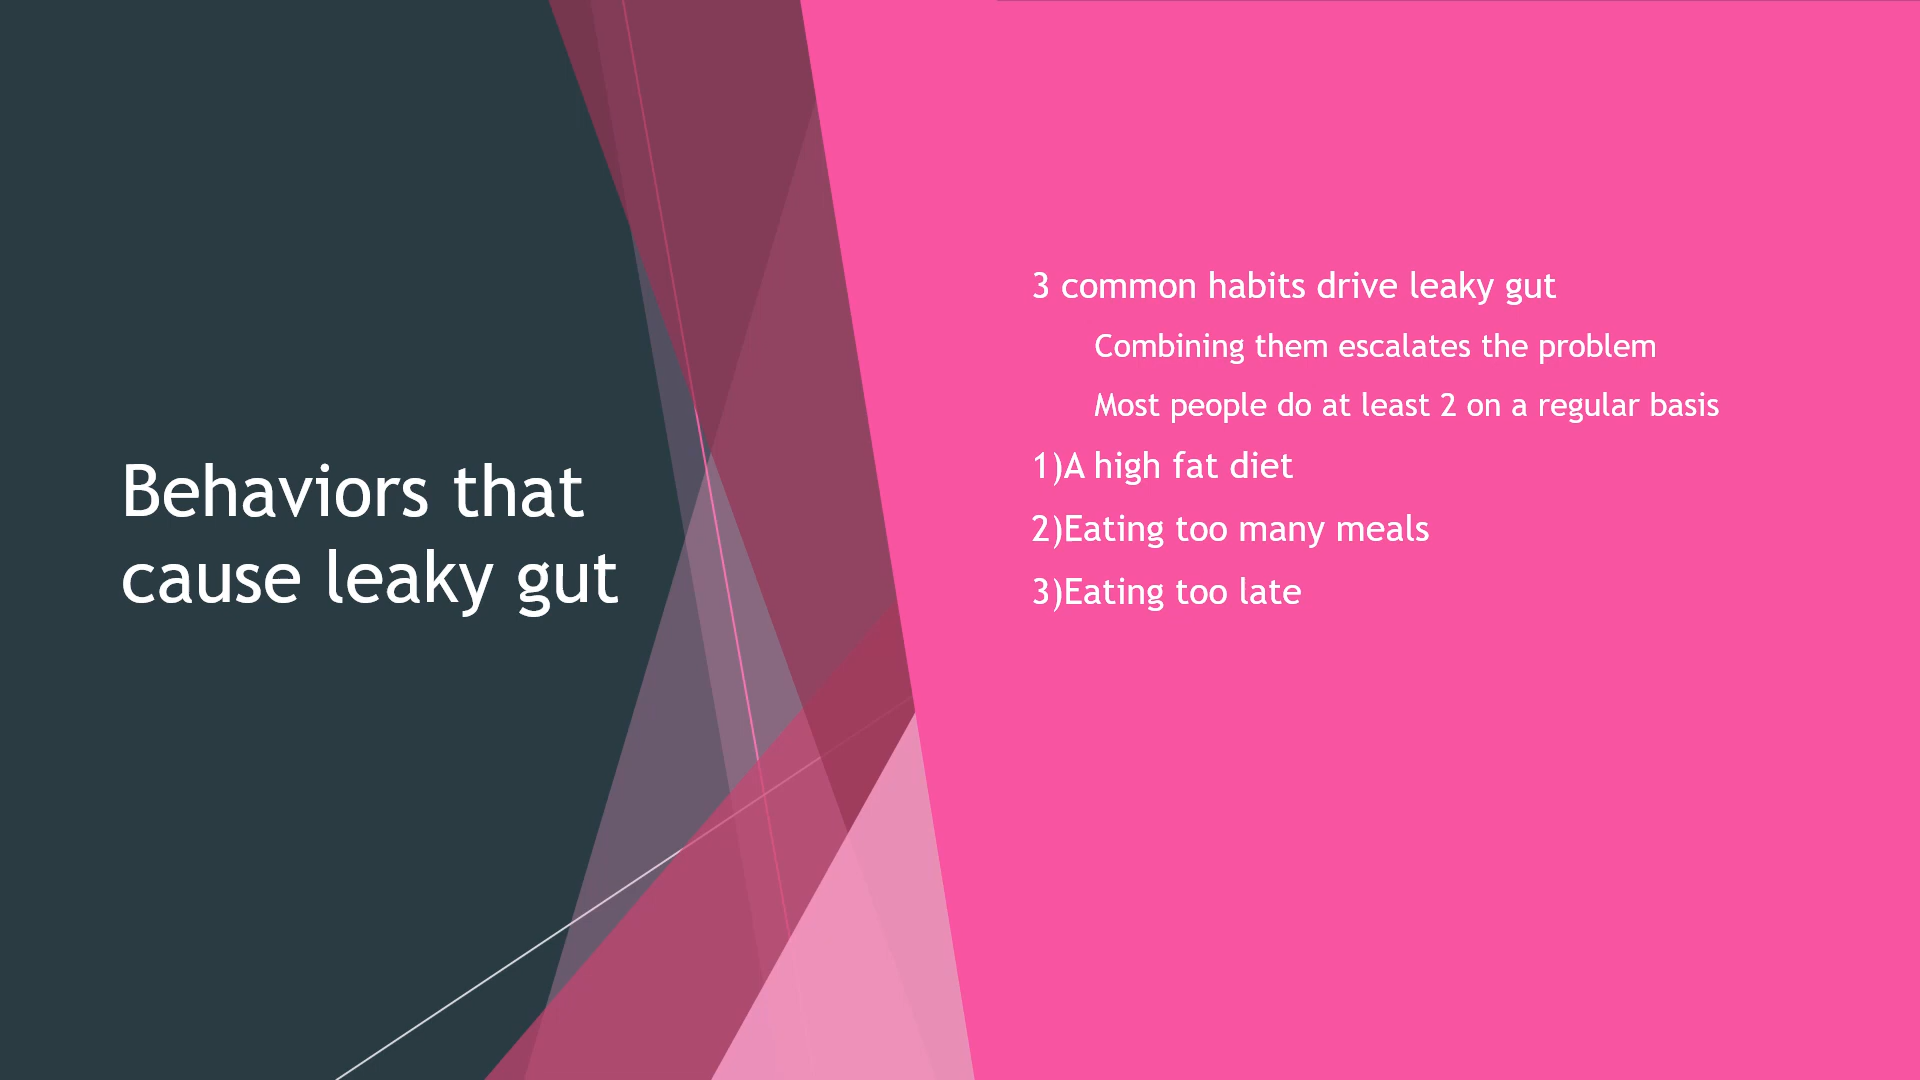 Behaviors that
cause leaky gut
3 common habits drive leaky gut
Combining them escalates the problem
Most people do at least 2 on a regular basis
1)A high fat diet
2)Eating too many meals
3)Eating too late